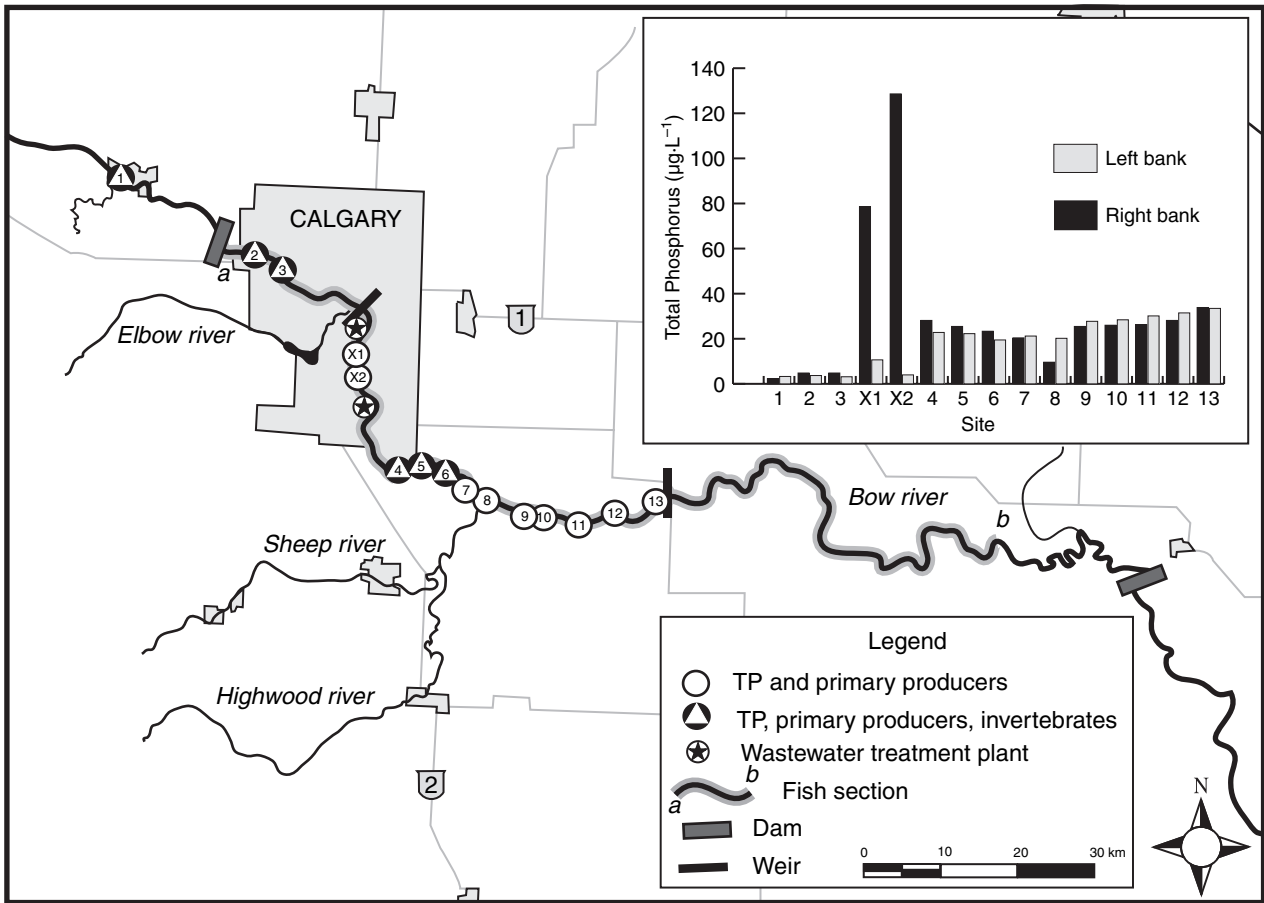 140
120
100
80
60
40
20
0
Total Phosphorus (µg·L⁻¹)
Left bank
Right bank
1 2 3 X1 X2 4 5 6 7 8 9 10 11 12 13
Site
1
CALGARY
2
3
a
Elbow river
1
X1
X2
4
5
6
7
8
9
10
11
12
13
Bow river
b
Sheep river
Highwood river
2
Legend
TP and primary producers
TP, primary producers, invertebrates
Wastewater treatment plant
a
b
Fish section
Dam
Weir
0 10 20 30 km
N